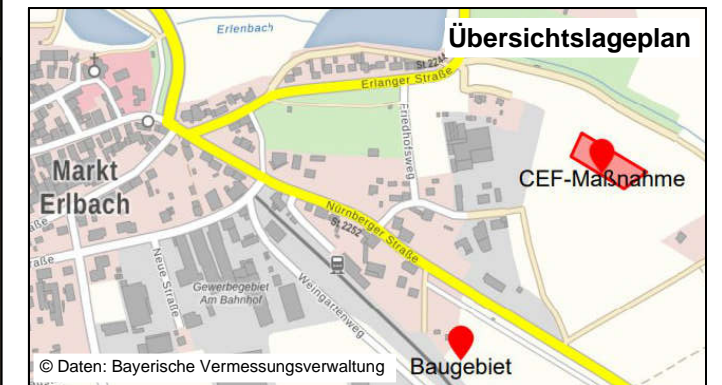 Erlenbach
Übersichtslageplan
St 2244
Erlanger Straße
Friedhofsweg
CEF-Maßnahme
Markt
Erlbach
Nürnberger Straße
St 2252
Neue Straße
Gewerbegebiet
Am Bahnhof
Weingartenweg
© Daten: Bayerische Vermessungsverwaltung
Baugebiet